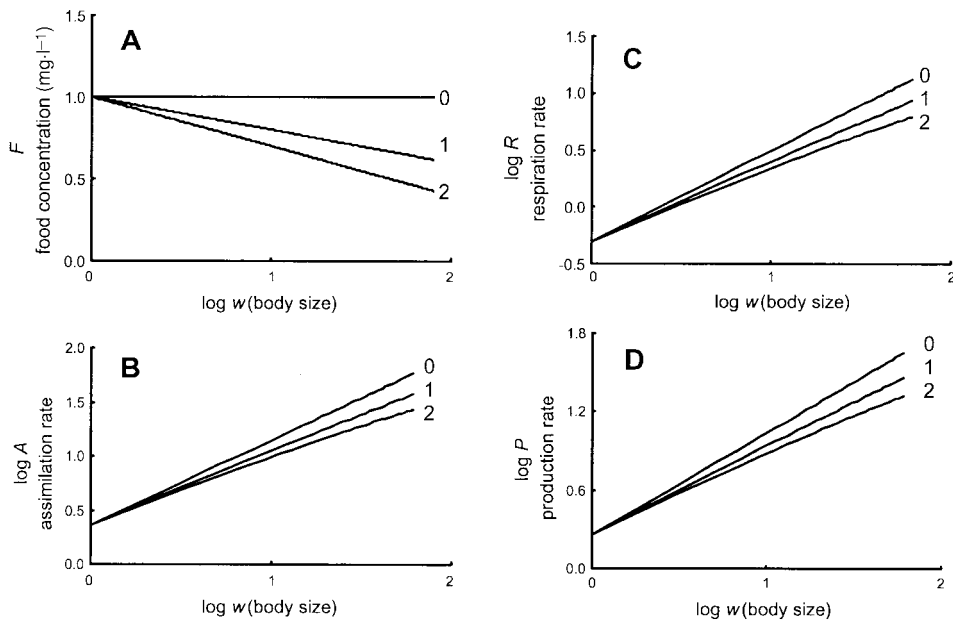 A
F
food concentration (mg·l⁻¹)
1.5
1.0
0.5
0.0
0
1
2
0
1
2
log w (body size)
C
log R
respiration rate
1.5
1.0
0.5
0.0
-0.5
0
1
2
0
1
2
log w (body size)
B
log A
assimilation rate
2.0
1.5
1.0
0.5
0.0
0
1
2
0
1
2
log w (body size)
D
log P
production rate
1.8
1.2
0.6
0.0
0
1
2
0
1
2
log w (body size)